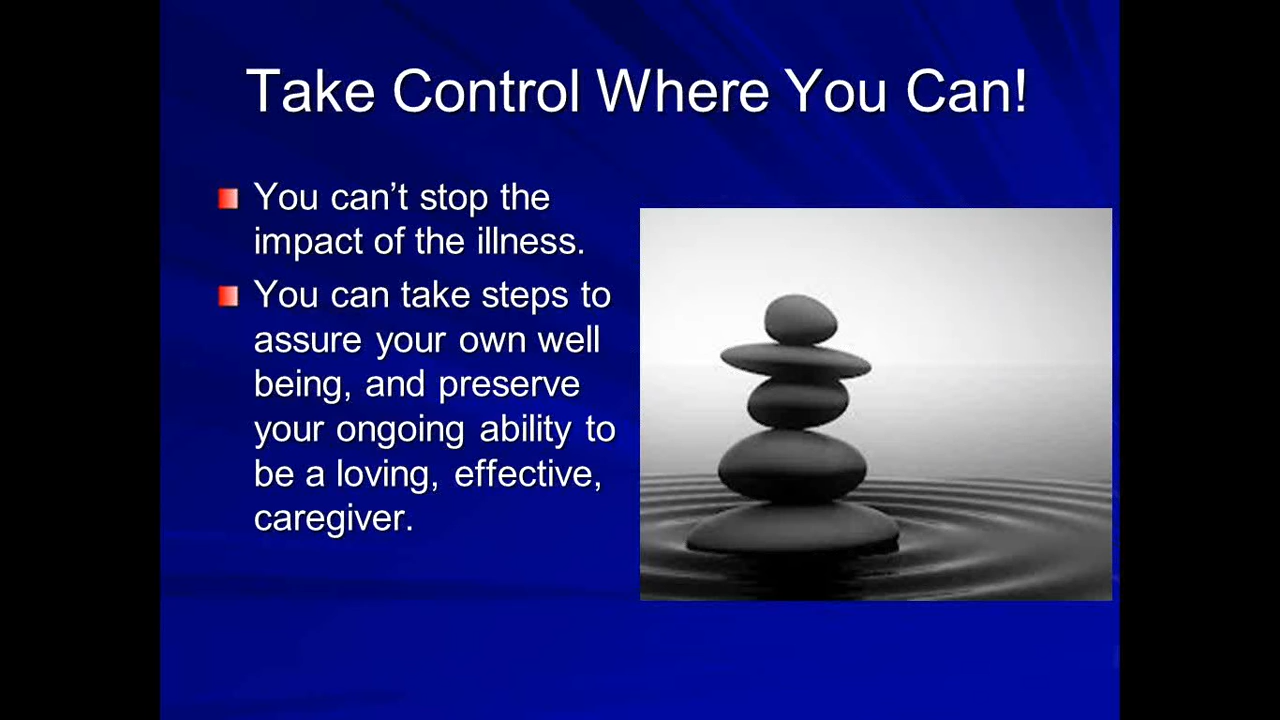 Take Control Where You Can!
You can’t stop the
impact of the illness.
You can take steps to
assure your own well
being, and preserve
your ongoing ability to
be a loving, effective,
caregiver.